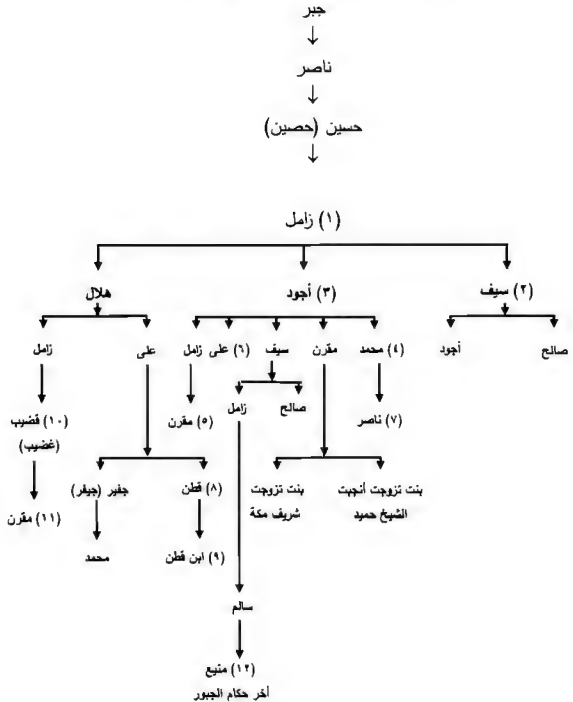 جبر
ناصر
حسين (حصين)
(١) زامل
(٢) سيف
(٣) أجود
هلال
صالح
أجود
(٤) محمد
مقرن
سيف
(٦) على
زامل
على
زامل
(٧) ناصر
صالح
زامل
(٥) مقرن
(١٠) قضيب
(غضيب)
بنت تزوجت أنجبت
الشيخ حميد
بنت تزوجت
شريف مكة
(٨) قطن
جفير (جيفر)
(١١) مقرن
(٩) ابن قطن
محمد
سالم
(١٢) منيع
أخر حكام الجبور